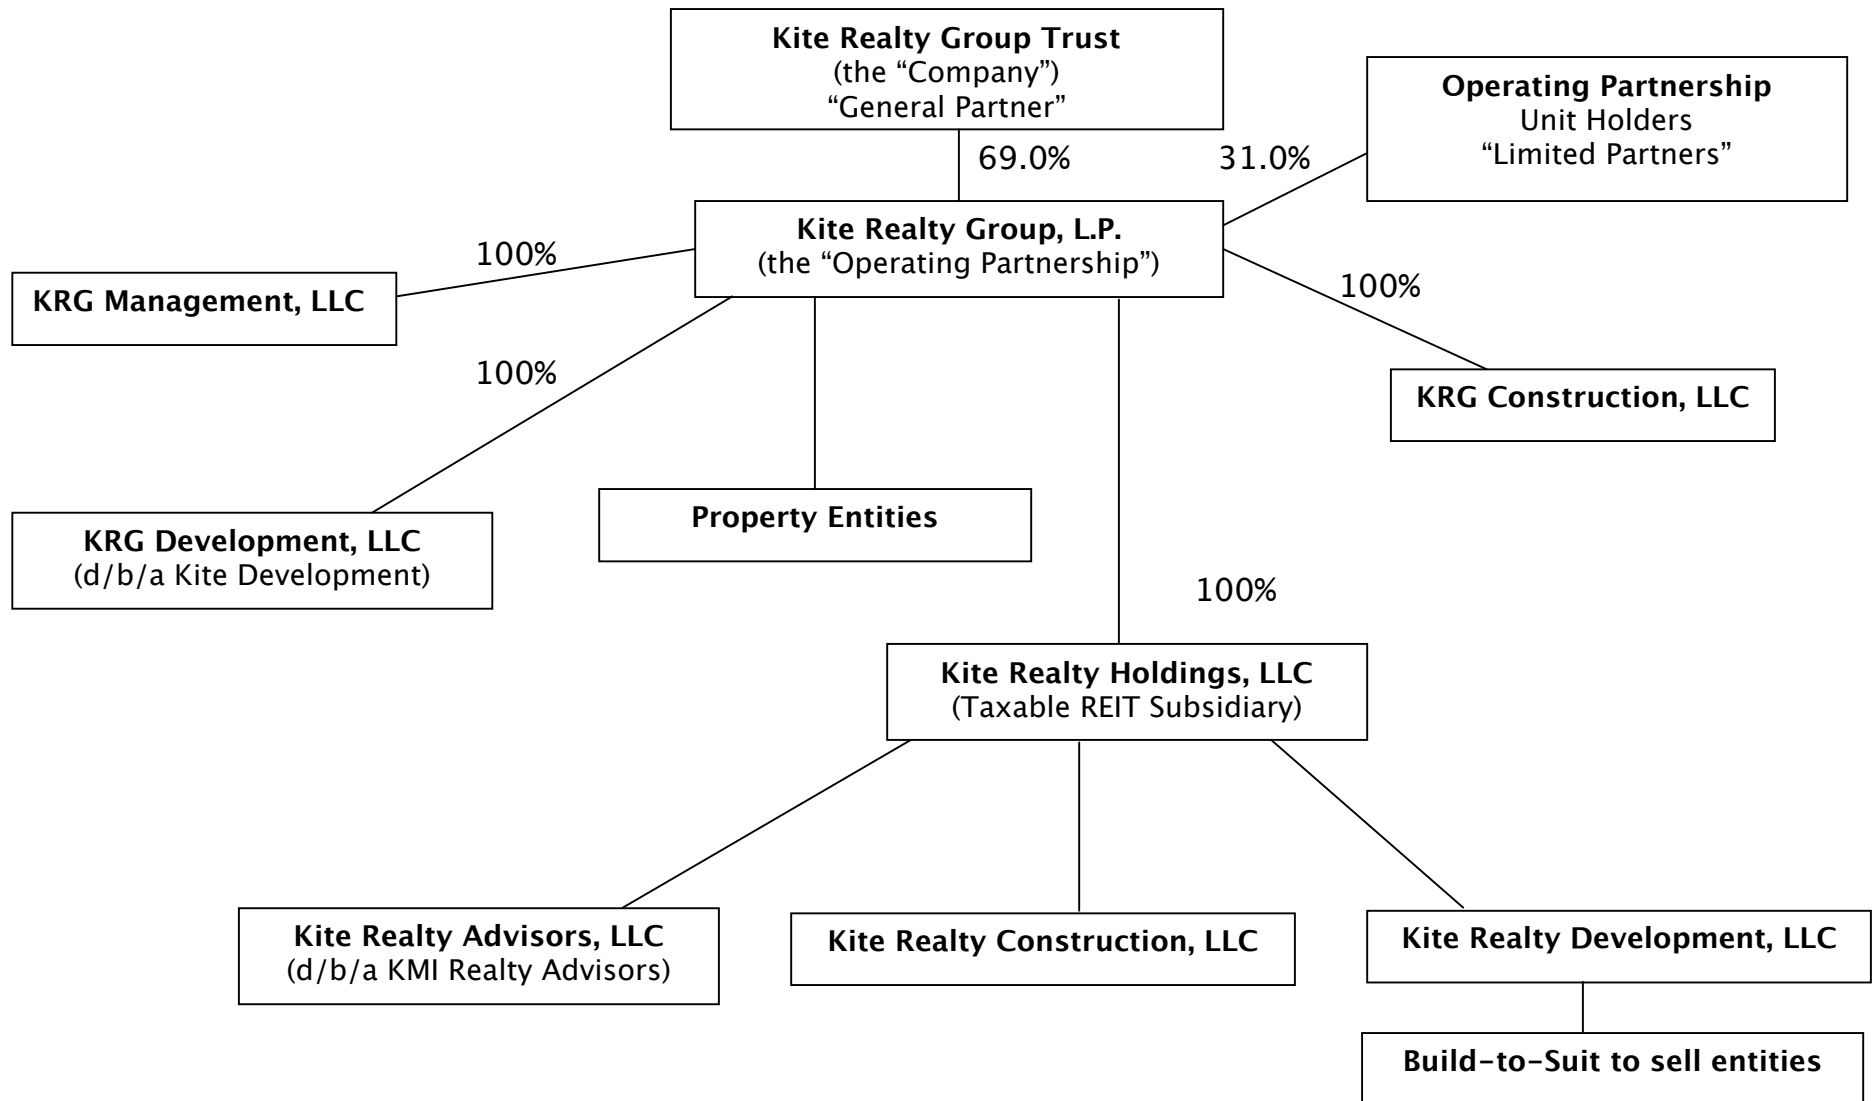 Kite Realty Group Trust
(the “Company”)
“General Partner”
Operating Partnership
Unit Holders
“Limited Partners”
69.0%
31.0%
Kite Realty Group, L.P.
(the “Operating Partnership”)
100%
KRG Management, LLC
100%
KRG Construction, LLC
100%
KRG Development, LLC
(d/b/a Kite Development)
Property Entities
100%
Kite Realty Holdings, LLC
(Taxable REIT Subsidiary)
Kite Realty Advisors, LLC
(d/b/a KMI Realty Advisors)
Kite Realty Construction, LLC
Kite Realty Development, LLC
Build-to-Suit to sell entities